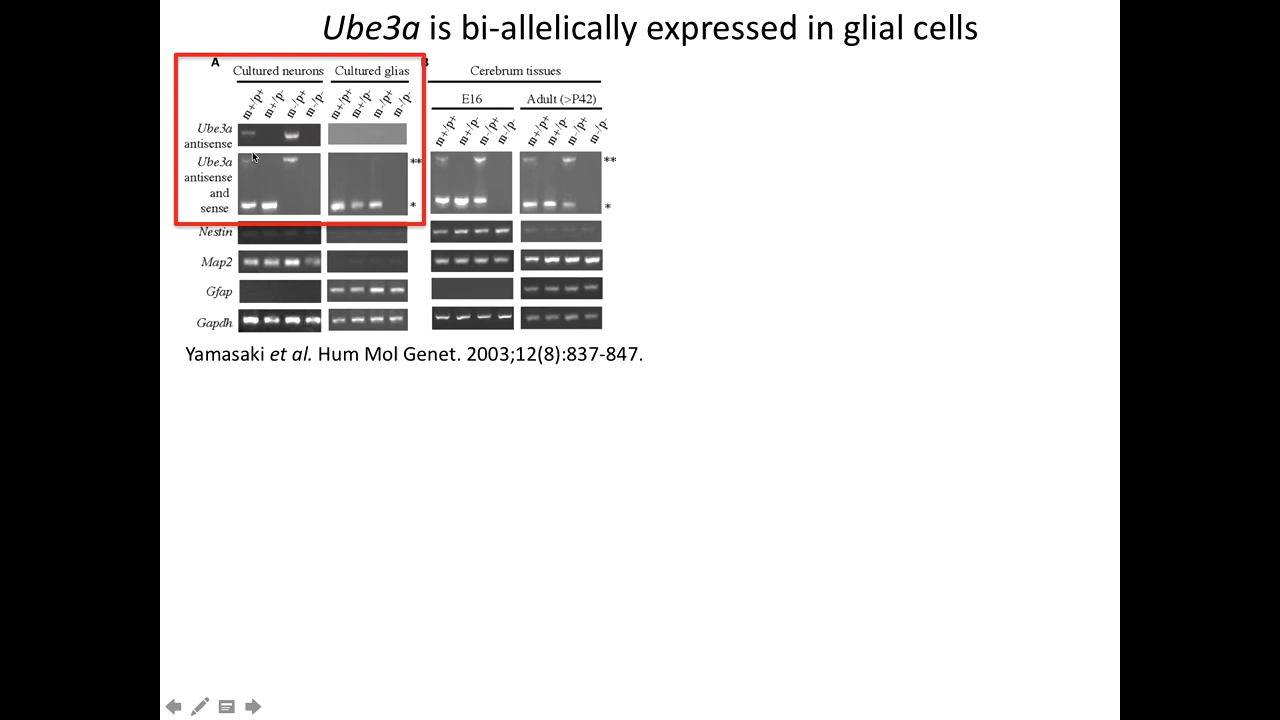 Ube3a is bi-allelically expressed in glial cells
A
B
Cultured neurons
Cultured glias
Cerebrum tissues
E16
Adult (>P42)
m+/p+ m+/p- m-/p+ m-/p-
m+/p+ m+/p- m-/p+ m-/p-
m+/p+ m+/p- m-/p+ m-/p-
m+/p+ m+/p- m-/p+ m-/p-
Ube3a
antisense
Ube3a
antisense
and
sense
**
*
**
*
Nestin
Map2
Gfap
Gapdh
Yamasaki et al. Hum Mol Genet. 2003;12(8):837-847.